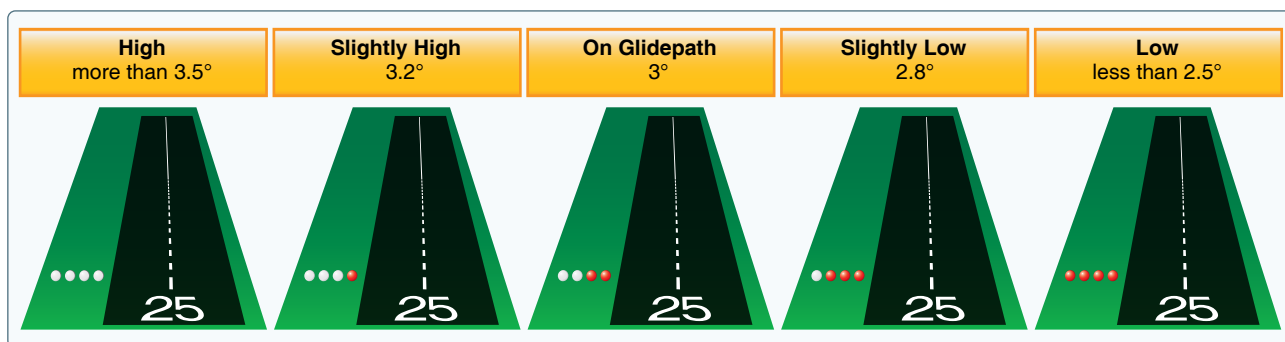 High
more than 3.5°
Slightly High
3.2°
On Glidepath
3°
Slightly Low
2.8°
Low
less than 2.5°
25
25
25
25
25